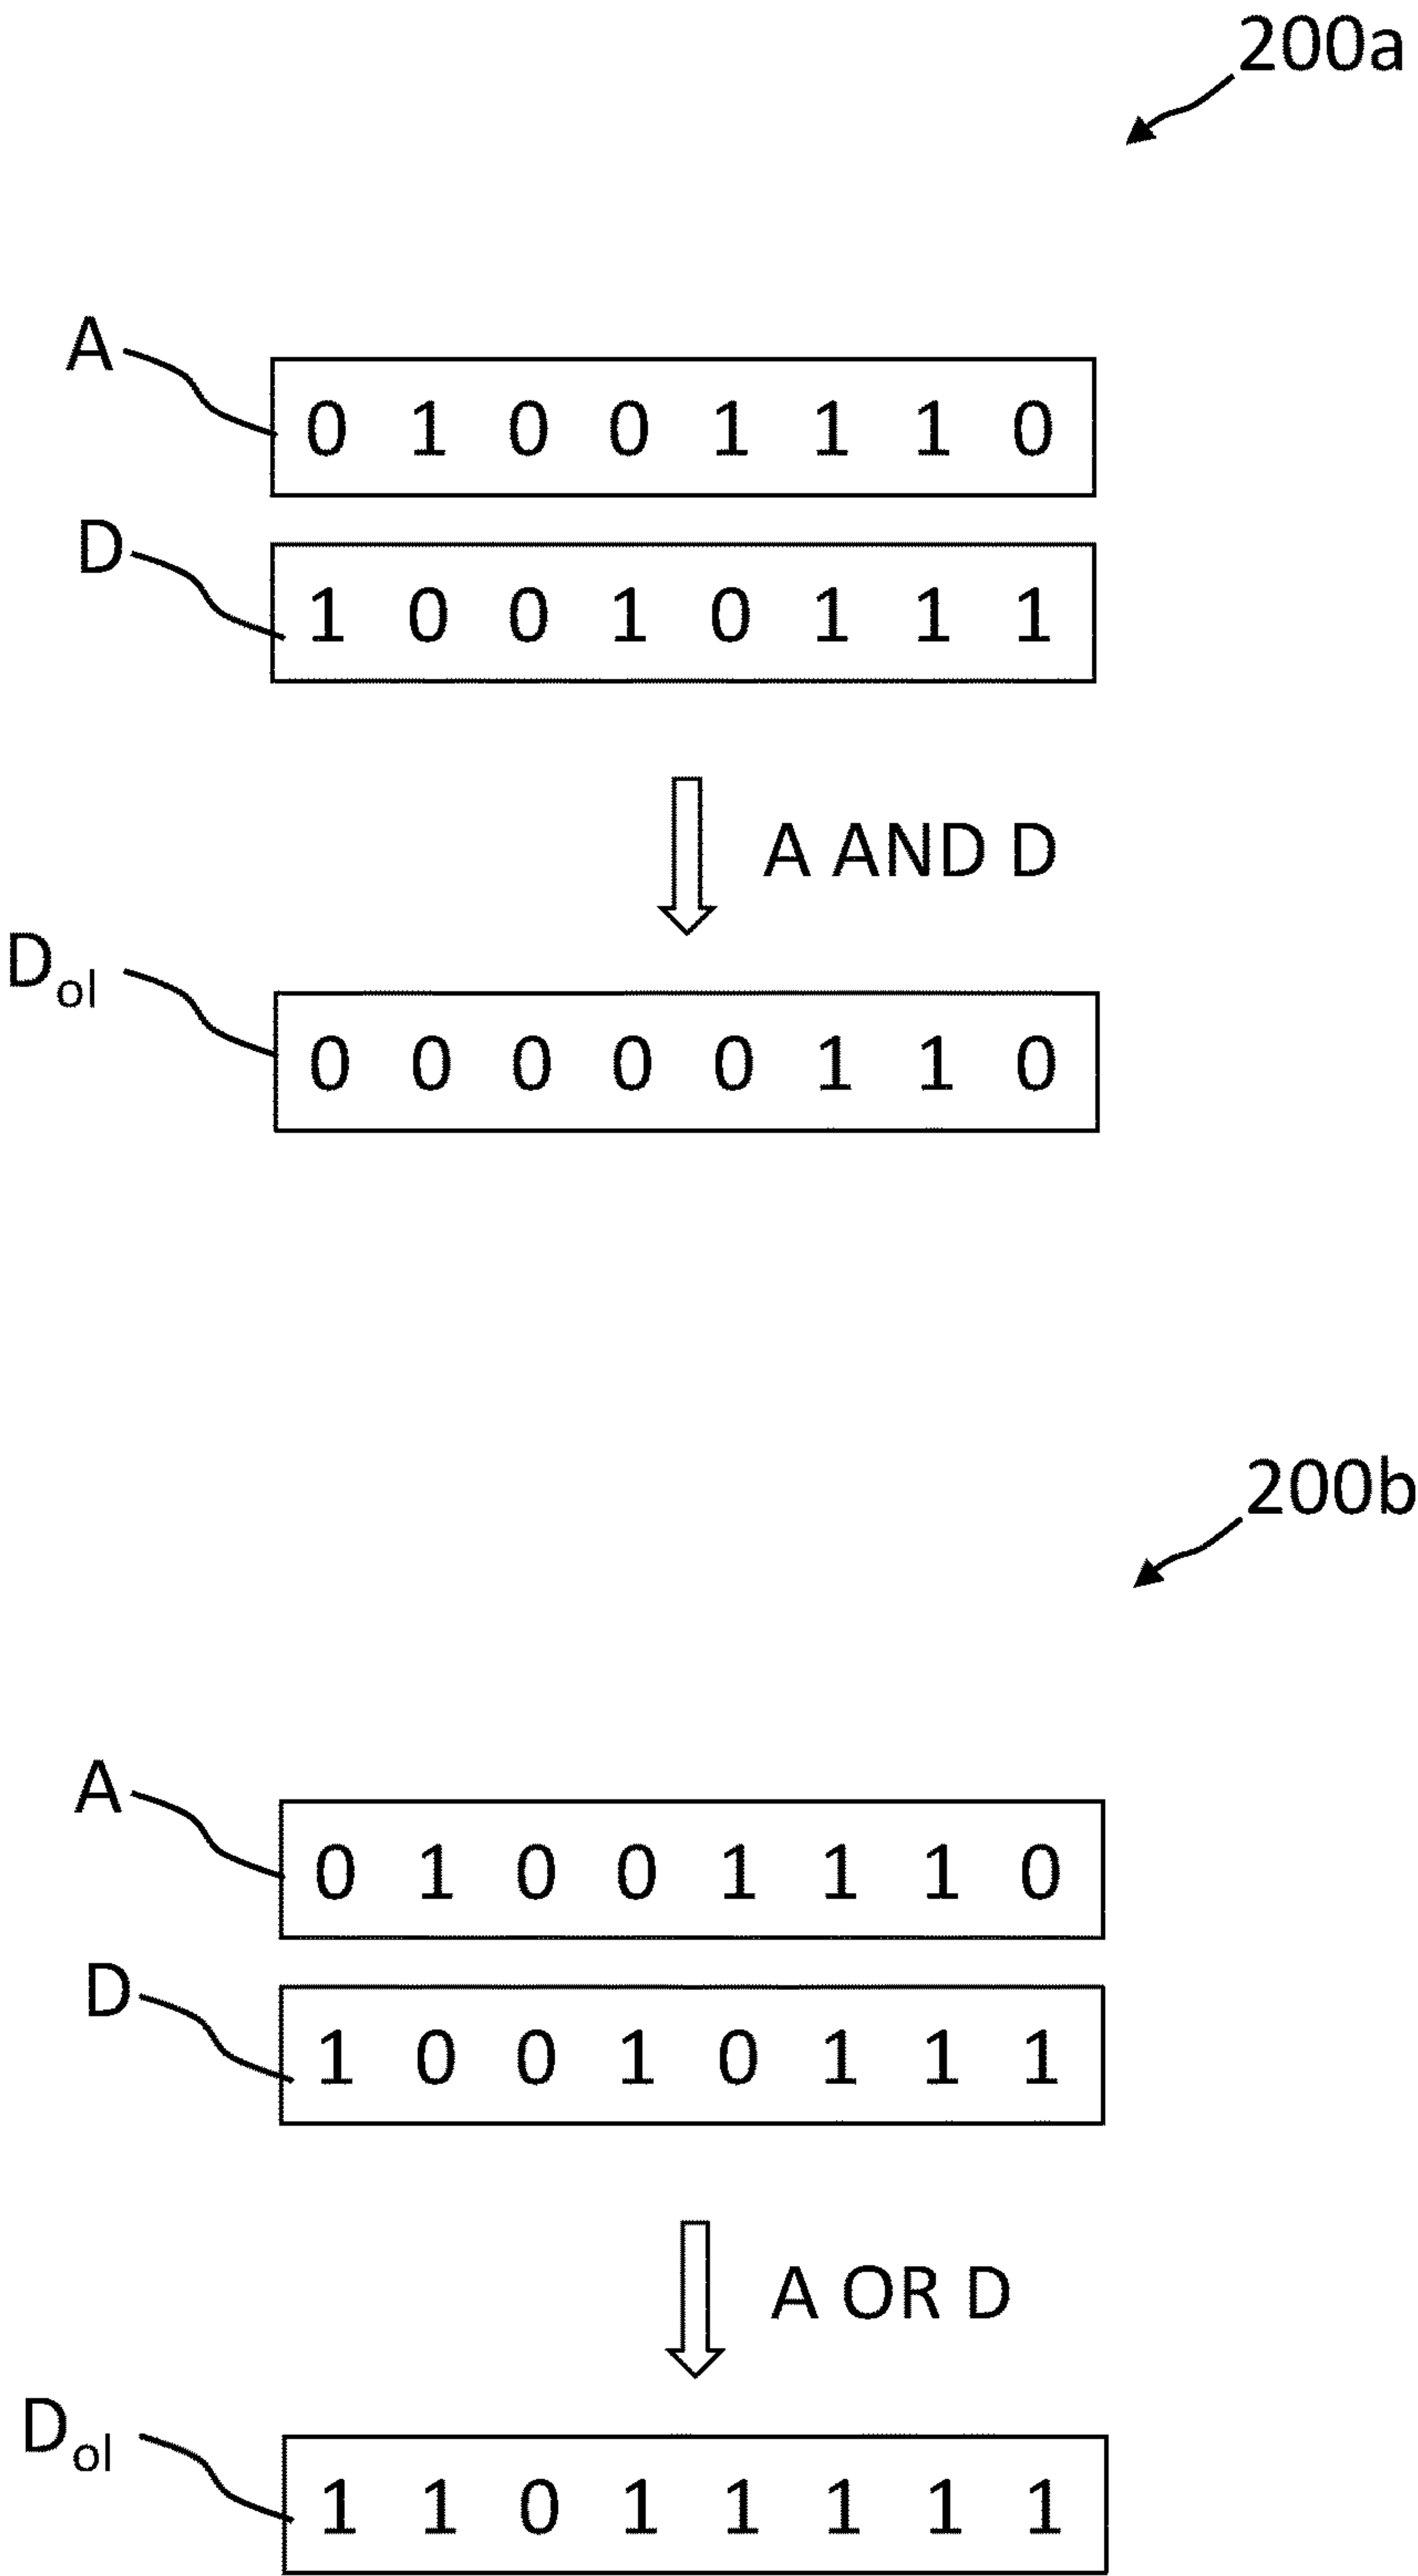 200a
A
0 1 0 0 1 1 1 0
D
1 0 0 1 0 1 1 1
A AND D
Dol
0 0 0 0 0 1 1 0
200b
A
0 1 0 0 1 1 1 0
D
1 0 0 1 0 1 1 1
A OR D
Dol
1 1 0 1 1 1 1 1